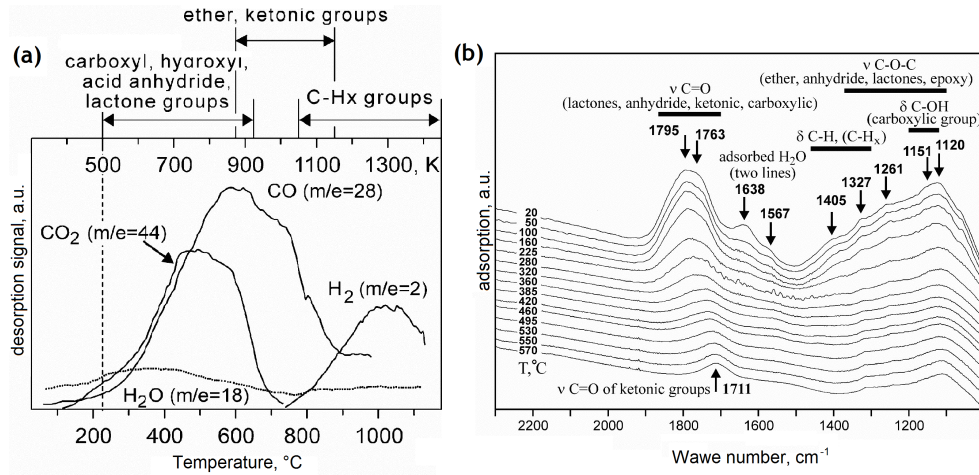 ether, ketonic groups
(a)
carboxyl, hyaroxyl,
acid anhydride,
lactone groups
C-Hx groups
500 700 900 1100 1300, K
CO (m/e=28)
CO2 (m/e=44)
H2 (m/e=2)
H2O (m/e=18)
desorption signal, a.u.
200 400 600 800 1000
Temperature, °C
(b)
ν C-O-C
(ether, anhydride, lactones, epoxy)
ν C=O
(lactones, anhydride, ketonic, carboxylic)
δ C-OH
(carboxylic group)
1795 1763
δ C-H, (C-Hx)
1151 1120
adsorbed H2O
(two lines)
1638
1567
1405
1327
1261
20
50
100
160
225
280
320
360
385
420
460
495
530
550
570
T,°C
ν C=O of ketonic groups
1711
adsorption, a.u.
2200 2000 1800 1600 1400 1200
Wawe number, cm-1